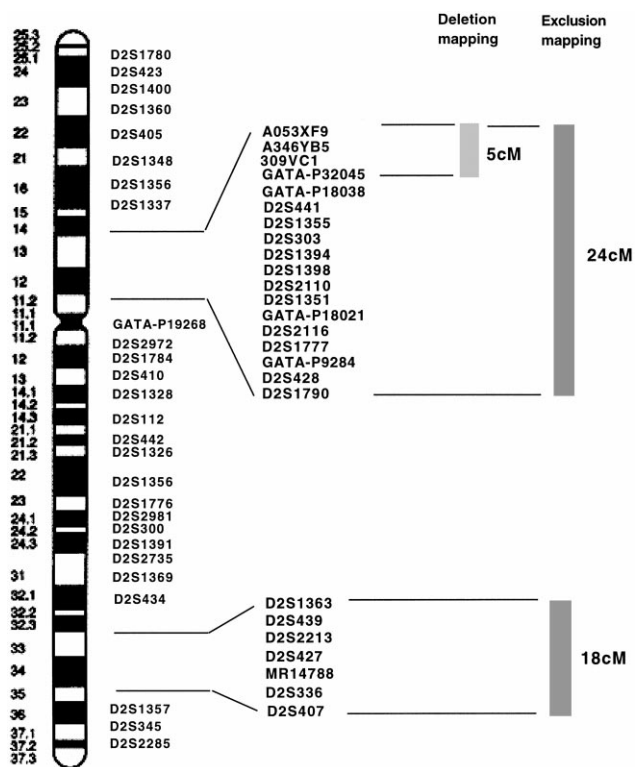 Deletion
mapping
Exclusion
mapping
25.3
25.2
25.1
24
23
22
21
16
15
14
13
12
11.2
11.1
11.1
11.2
12
13
14.1
14.2
14.3
21.1
21.2
21.3
22
23
24.1
24.2
24.3
31
32.1
32.2
32.3
33
34
35
36
37.1
37.2
37.3
D2S1780
D2S423
D2S1400
D2S1360
D2S405
D2S1348
D2S1356
D2S1337
GATA-P19268
D2S2972
D2S1784
D2S410
D2S1328
D2S112
D2S442
D2S1326
D2S1356
D2S1776
D2S2981
D2S300
D2S1391
D2S2735
D2S1369
D2S434
D2S1357
D2S345
D2S2285
A053XF9
A346YB5
309VC1
GATA-P32045
GATA-P18038
D2S441
D2S1355
D2S303
D2S1394
D2S1398
D2S2110
D2S1351
GATA-P18021
D2S2116
D2S1777
GATA-P9284
D2S428
D2S1790
5cM
24cM
D2S1363
D2S439
D2S2213
D2S427
MR14788
D2S336
D2S407
18cM